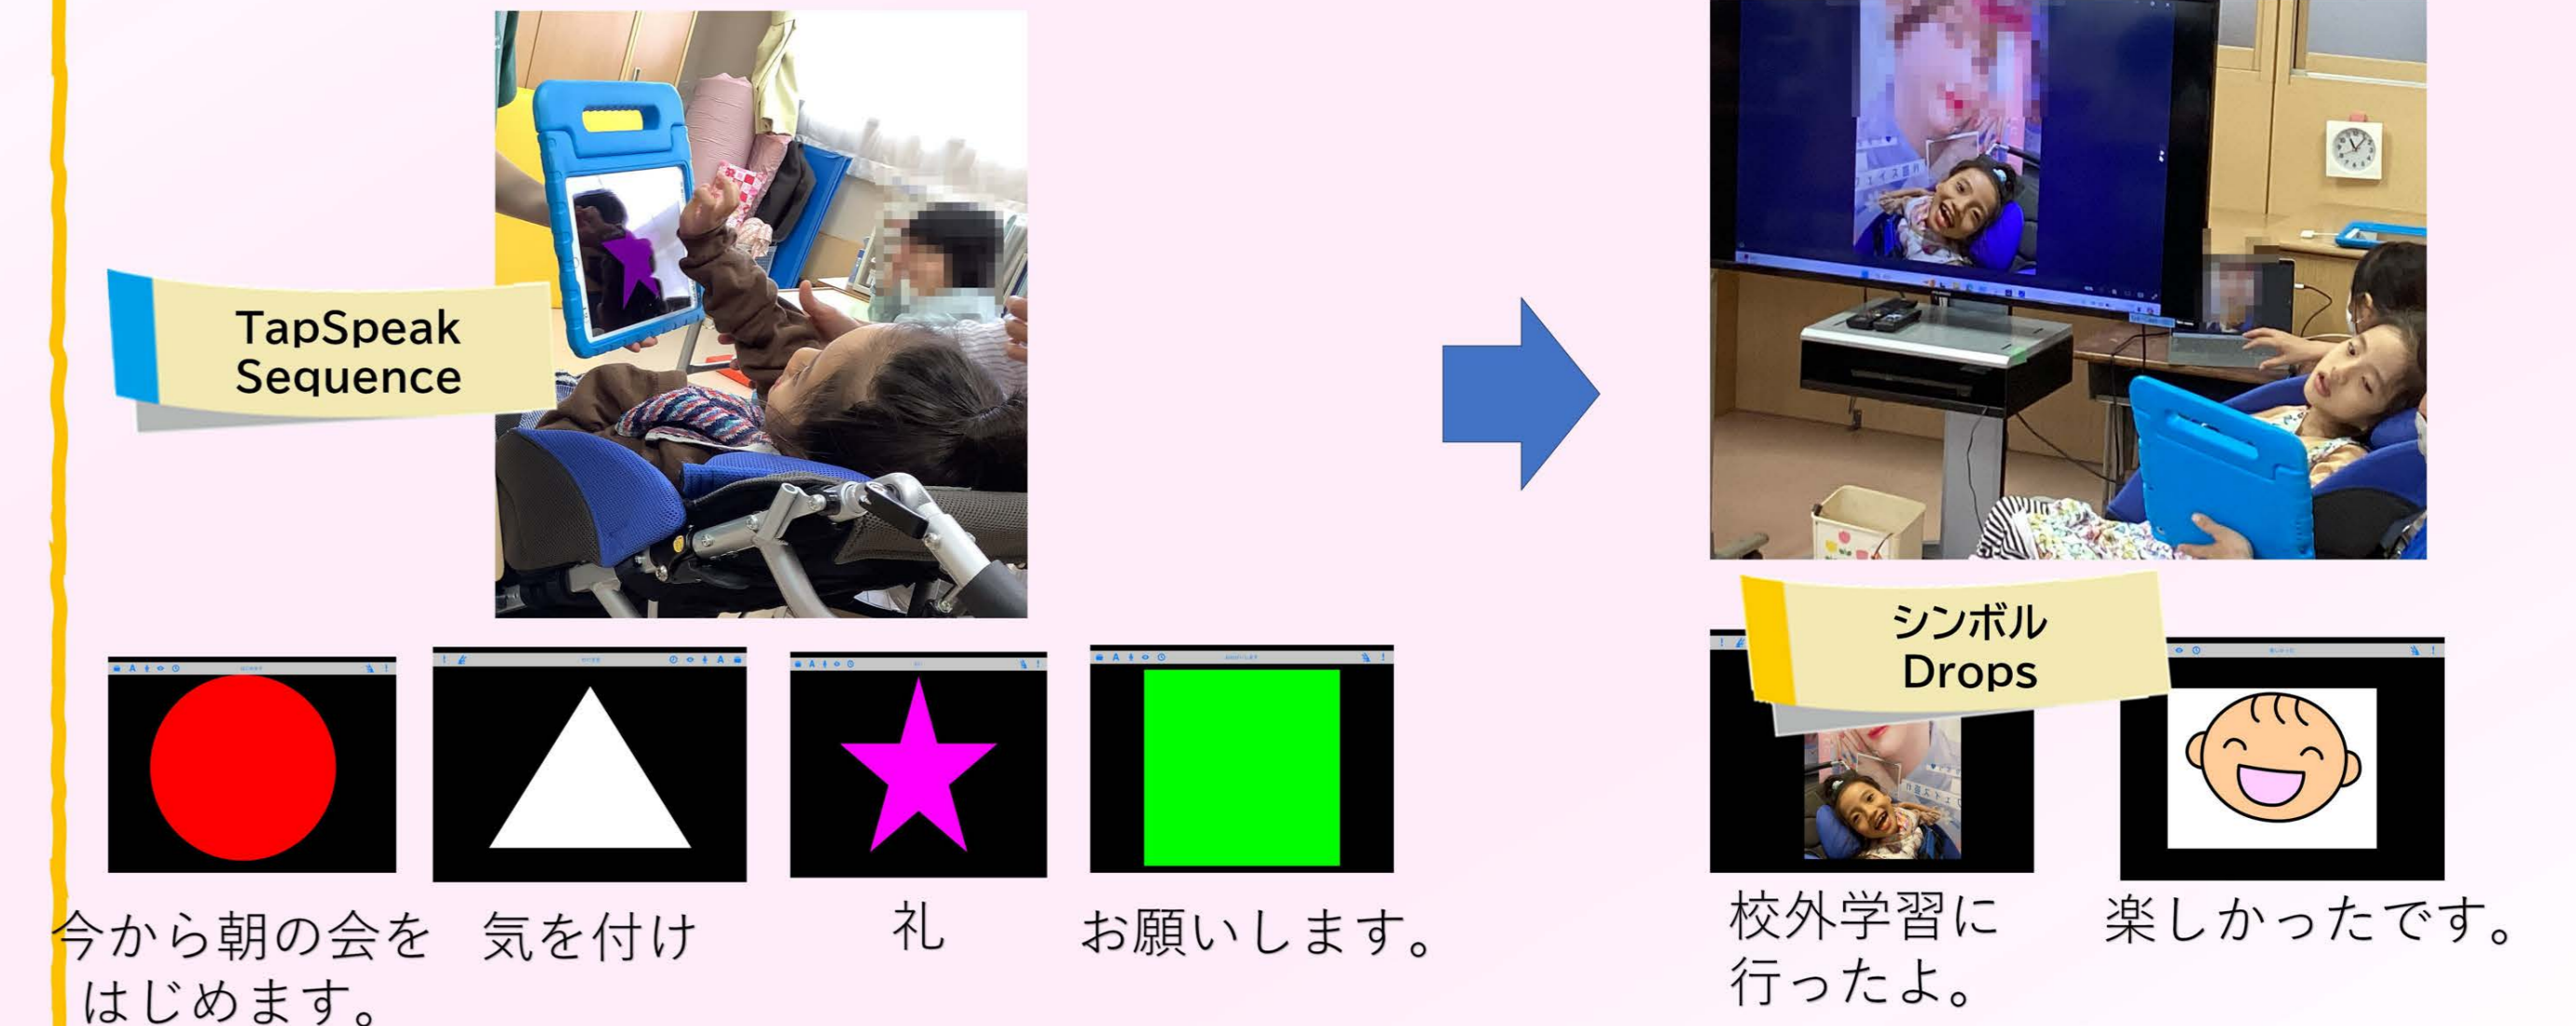 TapSpeak
Sequence
シンボル
Drops
今から朝の会を
はじめます。
気を付け
礼
お願いします。
校外学習に
行ったよ。
楽しかったです。